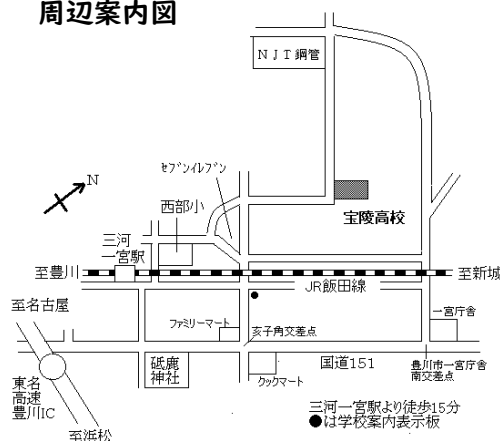 周辺案内図
NJT鋼管
N
セブンイレブン
西部小
宝陵高校
三河
一宮駅
至豊川
至新城
JR飯田線
至名古屋
一宮庁舎
ファミリーマート
亥子角交差点
砥鹿
神社
国道151
豊川市一宮庁舎
南交差点
東名
高速
豊川IC
クックマート
三河一宮駅より徒歩15分
●は学校案内表示板
至浜松